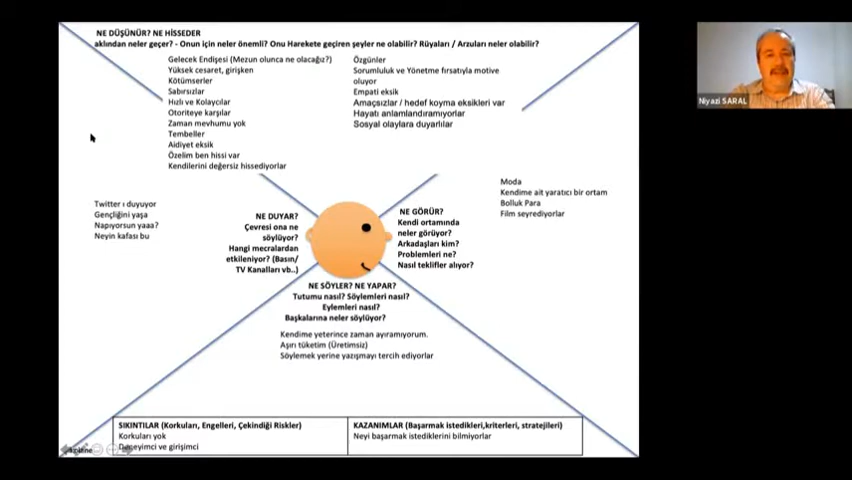 NE DÜŞÜNÜR? NE HİSSEDER
aklından neler geçer? - Onun için neler önemli? Onu Harekete geçiren şeyler ne olabilir? Rüyaları / Arzuları neler olabilir?
Gelecek Endişesi (Mezun olunca ne olacağız?)
Yüksek cesaret, girişken
Kötümserler
Sabırsızlar
Hızlı ve Kolaycılar
Otoriteye karşılar
Zaman mevhumu yok
Tembeller
Aidiyet eksik
Özelim ben hissi var
Kendilerini değersiz hissediyorlar
Özgünler
Sorumluluk ve Yönetme fırsatıyla motive
oluyor
Empati eksik
Amaçsızlar / hedef koyma eksikleri var
Hayatı anlamlandıramıyorlar
Sosyal olaylara duyarlılar
Niyazi SARAL
Twitter ı duyuyor
Gençliğini yaşa
Napıyorsun yaaa?
Neyin kafası bu
NE DUYAR?
Çevresi ona ne
söylüyor?
Hangi mecralardan
etkileniyor? (Basın/
TV Kanalları vb..)
NE GÖRÜR?
Kendi ortamında
neler görüyor?
Arkadaşları kim?
Problemleri ne?
Nasıl teklifler alıyor?
Moda
Kendime ait yaratıcı bir ortam
Bolluk Para
Film seyrediyorlar
NE SÖYLER? NE YAPAR?
Tutumu nasıl? Söylemleri nasıl?
Eylemleri nasıl?
Başkalarına neler söylüyor?
Kendime yeterince zaman ayıramıyorum.
Aşırı tüketim (Üretimsiz)
Söylemek yerine yazışmayı tercih ediyorlar
SIKINTILAR (Korkuları, Engelleri, Çekindiği Riskler)
Korkuları yok
Deneyimci ve girişimci
KAZANIMLAR (Başarmak istedikleri,kriterleri, stratejileri)
Neyi başarmak istediklerini bilmiyorlar